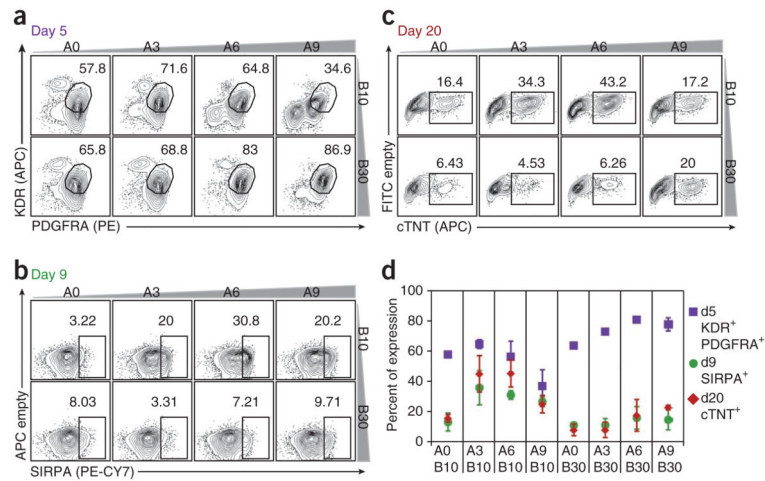 a
Day 5
A0 A3 A6 A9
57.8 71.6 64.8 34.6
B10
65.8 68.8 83 86.9
B30
KDR (APC)
PDGFRA (PE)
b
Day 9
A0 A3 A6 A9
3.22 20 30.8 20.2
B10
8.03 3.31 7.21 9.71
B30
APC empty
SIRPA (PE-CY7)
c
Day 20
A0 A3 A6 A9
16.4 34.3 43.2 17.2
B10
6.43 4.53 6.26 20
B30
FITC empty
cTNT (APC)
d
Percent of expression
100
80
60
40
20
0
A0 A3 A6 A9 A0 A3 A6 A9
B10 B10 B10 B10 B30 B30 B30 B30
d5
KDR+
PDGFRA+
d9
SIRPA+
d20
cTNT+